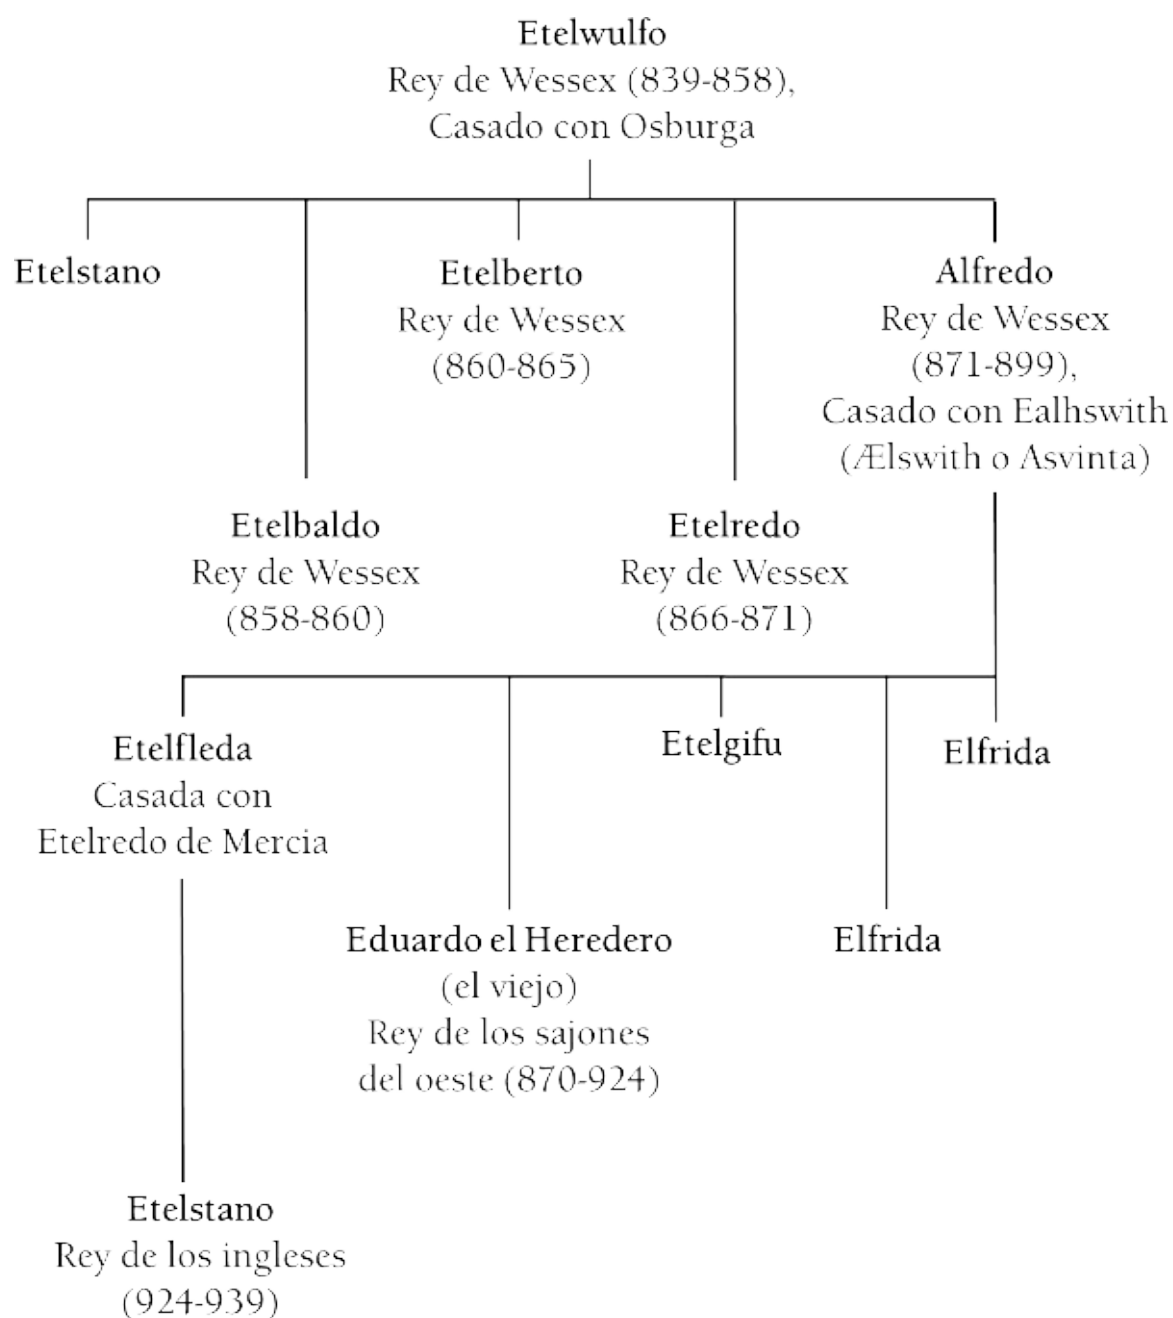 Etelwulfo
Rey de Wessex (839-858),
Casado con Osburga
Etelstano
Etelberto
Rey de Wessex
(860-865)
Alfredo
Rey de Wessex
(871-899),
Casado con Ealhswith
(Ælswith o Asvinta)
Etelbaldo
Rey de Wessex
(858-860)
Etelredo
Rey de Wessex
(866-871)
Etelfleda
Casada con
Etelredo de Mercia
Etelgifu
Elfrida
Eduardo el Heredero
(el viejo)
Rey de los sajones
del oeste (870-924)
Elfrida
Etelstano
Rey de los ingleses
(924-939)